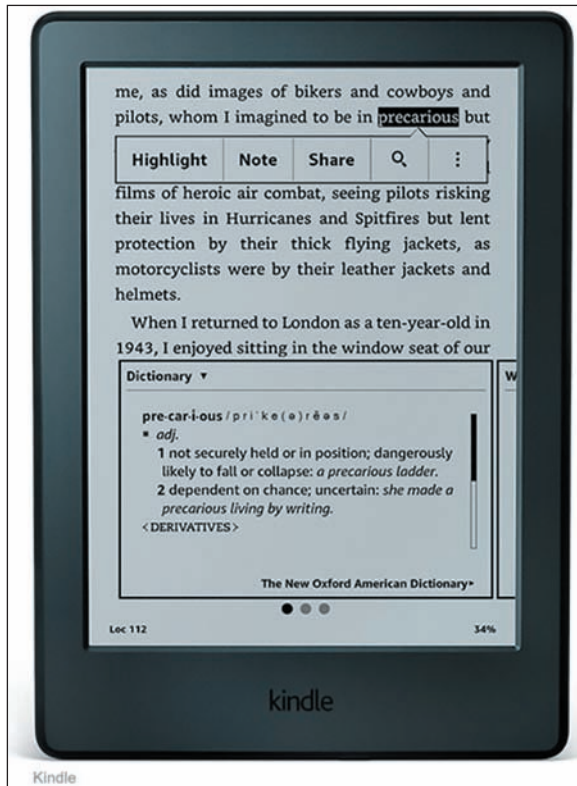 me, as did images of bikers and cowboys and
pilots, whom I imagined to be in precarious but
Highlight Note Share
films of heroic air combat, seeing pilots risking
their lives in Hurricanes and Spitfires but lent
protection by their thick flying jackets, as
motorcyclists were by their leather jackets and
helmets.
When I returned to London as a ten-year-old in
1943, I enjoyed sitting in the window seat of our
Dictionary ▾
W
pre·car·i·ous /priˈke(ə)rēəs/
▪ adj.
1 not securely held or in position; dangerously
likely to fall or collapse: a precarious ladder.
2 dependent on chance; uncertain: she made a
precarious living by writing.
<DERIVATIVES>
The New Oxford American Dictionary▸
Loc 112 34%
kindle
Kindle